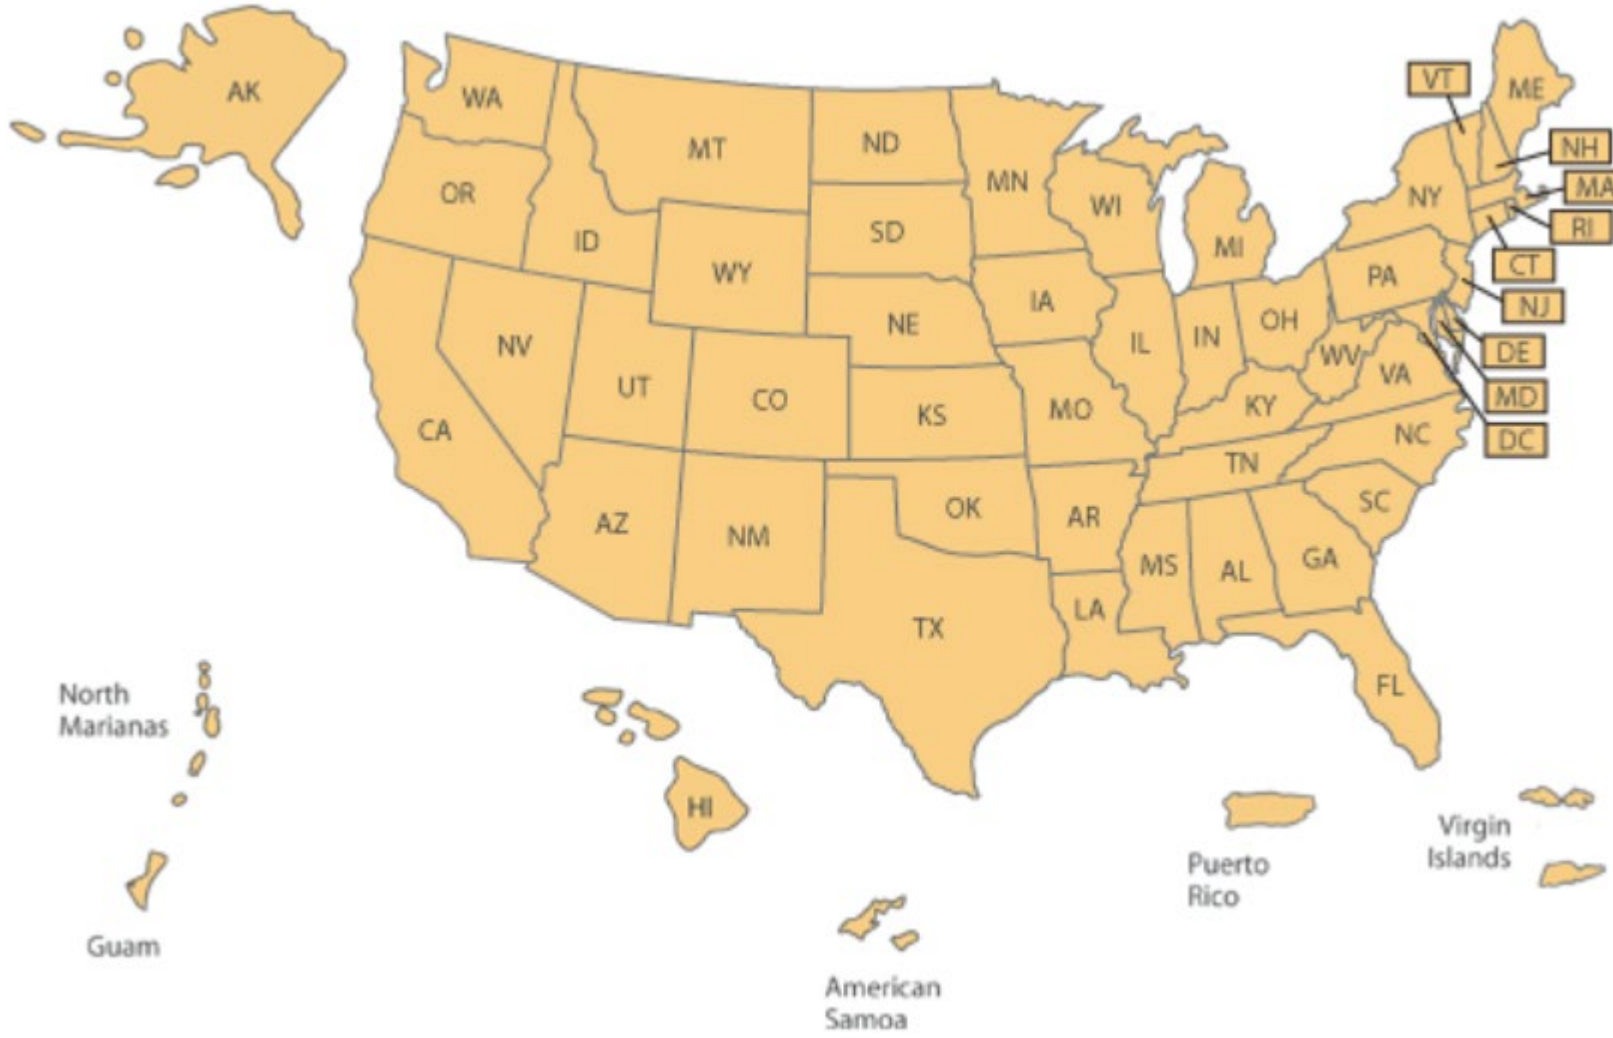 AK
WA
MT
ND
MN
VT
ME
NH
OR
ID
WY
SD
WI
MI
NY
MA
RI
CT
NJ
PA
IA
NE
NV
UT
CO
CA
KS
MO
IL
IN
OH
WV
VA
KY
DE
MD
DC
NC
TN
SC
AZ
NM
OK
AR
MS
AL
GA
LA
TX
FL
HI
North
Marianas
Guam
American
Samoa
Puerto
Rico
Virgin
Islands